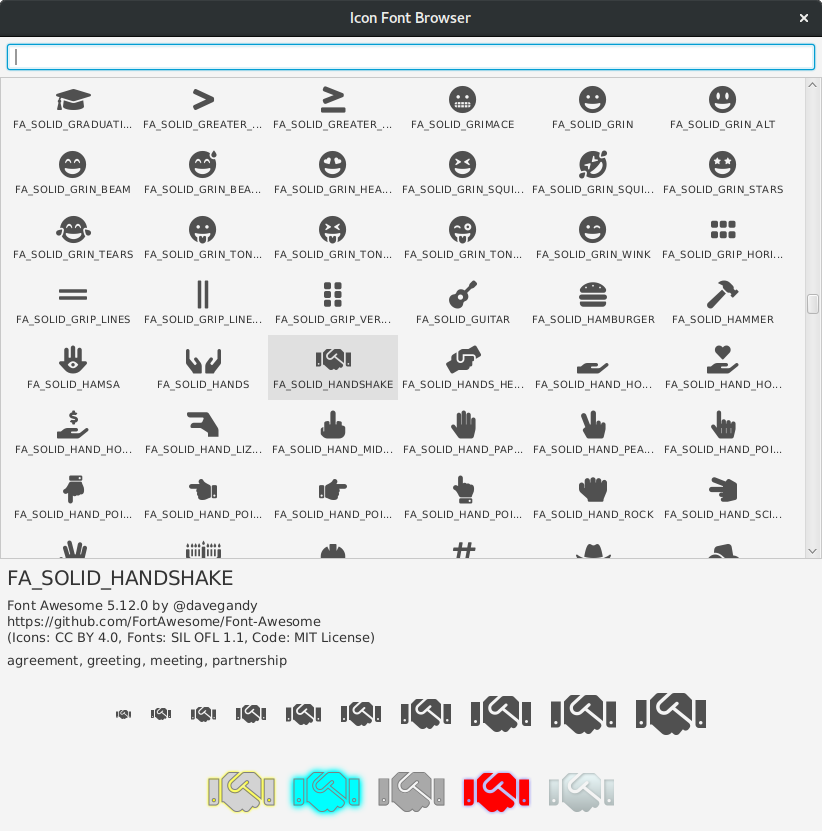 Icon Font Browser
FA_SOLID_GRADUATI... FA_SOLID_GREATER_... FA_SOLID_GREATER_... FA_SOLID_GRIMACE FA_SOLID_GRIN FA_SOLID_GRIN_ALT
FA_SOLID_GRIN_BEAM FA_SOLID_GRIN_BEA... FA_SOLID_GRIN_HEA... FA_SOLID_GRIN_SQUI... FA_SOLID_GRIN_SQUI... FA_SOLID_GRIN_STARS
FA_SOLID_GRIN_TEARS FA_SOLID_GRIN_TON... FA_SOLID_GRIN_TON... FA_SOLID_GRIN_TON... FA_SOLID_GRIN_WINK FA_SOLID_GRIP_HORI...
FA_SOLID_GRIP_LINES FA_SOLID_GRIP_LINE... FA_SOLID_GRIP_VER... FA_SOLID_GUITAR FA_SOLID_HAMBURGER FA_SOLID_HAMMER
FA_SOLID_HAMSA FA_SOLID_HANDS FA_SOLID_HANDSHAKE FA_SOLID_HANDS_HE... FA_SOLID_HAND_HO... FA_SOLID_HAND_HO...
FA_SOLID_HAND_HO... FA_SOLID_HAND_LIZ... FA_SOLID_HAND_MID... FA_SOLID_HAND_PAP... FA_SOLID_HAND_PEA... FA_SOLID_HAND_POI...
FA_SOLID_HAND_POI... FA_SOLID_HAND_POI... FA_SOLID_HAND_POI... FA_SOLID_HAND_POI... FA_SOLID_HAND_ROCK FA_SOLID_HAND_SCI...
FA_SOLID_HANDSHAKE
Font Awesome 5.12.0 by @davegandy
https://github.com/FortAwesome/Font-Awesome
(Icons: CC BY 4.0, Fonts: SIL OFL 1.1, Code: MIT License)
agreement, greeting, meeting, partnership